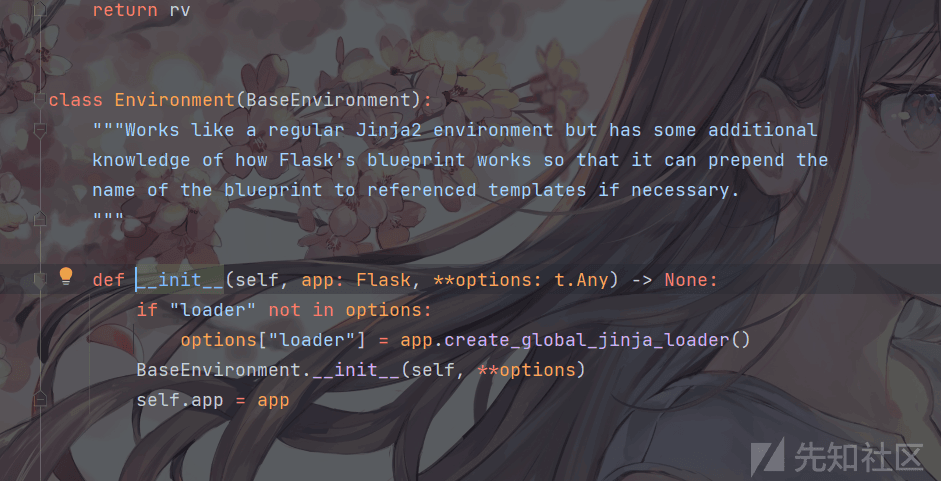 return rv
class Environment(BaseEnvironment):
"""Works like a regular Jinja2 environment but has some additional
knowledge of how Flask's blueprint works so that it can prepend the
name of the blueprint to referenced templates if necessary.
"""
def __init__(self, app: Flask, **options: t.Any) -> None:
if "loader" not in options:
options["loader"] = app.create_global_jinja_loader()
BaseEnvironment.__init__(self, **options)
self.app = app
先知社区